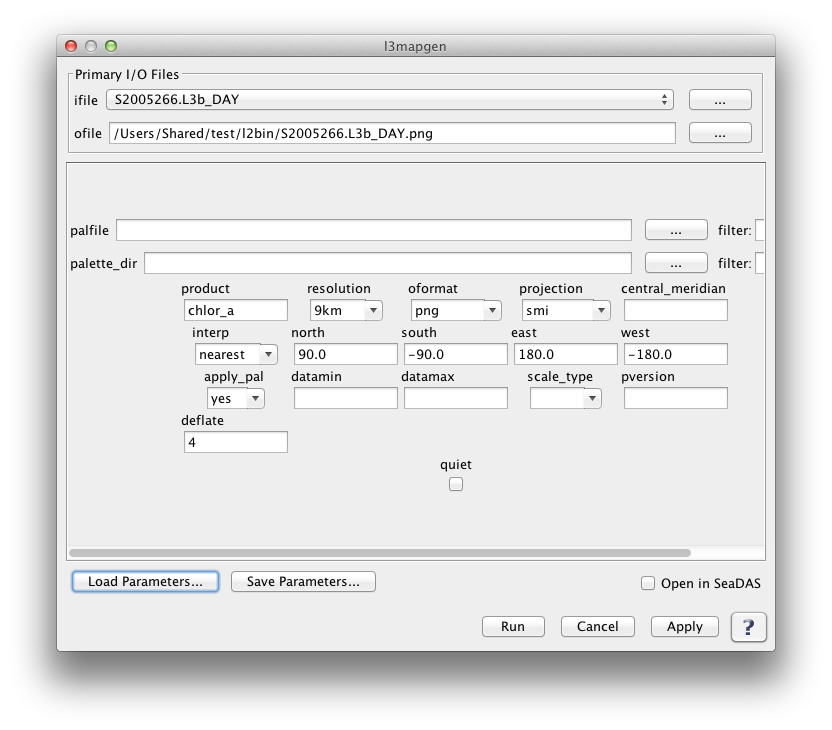 l3mapgen
Primary I/O Files
ifile S2005266.L3b_DAY ...
ofile /Users/Shared/test/l2bin/S2005266.L3b_DAY.png ...
palfile ... filter:
palette_dir ... filter:
product resolution oformat projection central_meridian
chlor_a 9km png smi
interp north south east west
nearest 90.0 -90.0 180.0 -180.0
apply_pal datamin datamax scale_type pversion
yes
deflate
4
quiet
Load Parameters... Save Parameters... Open in SeaDAS
Run Cancel Apply ?